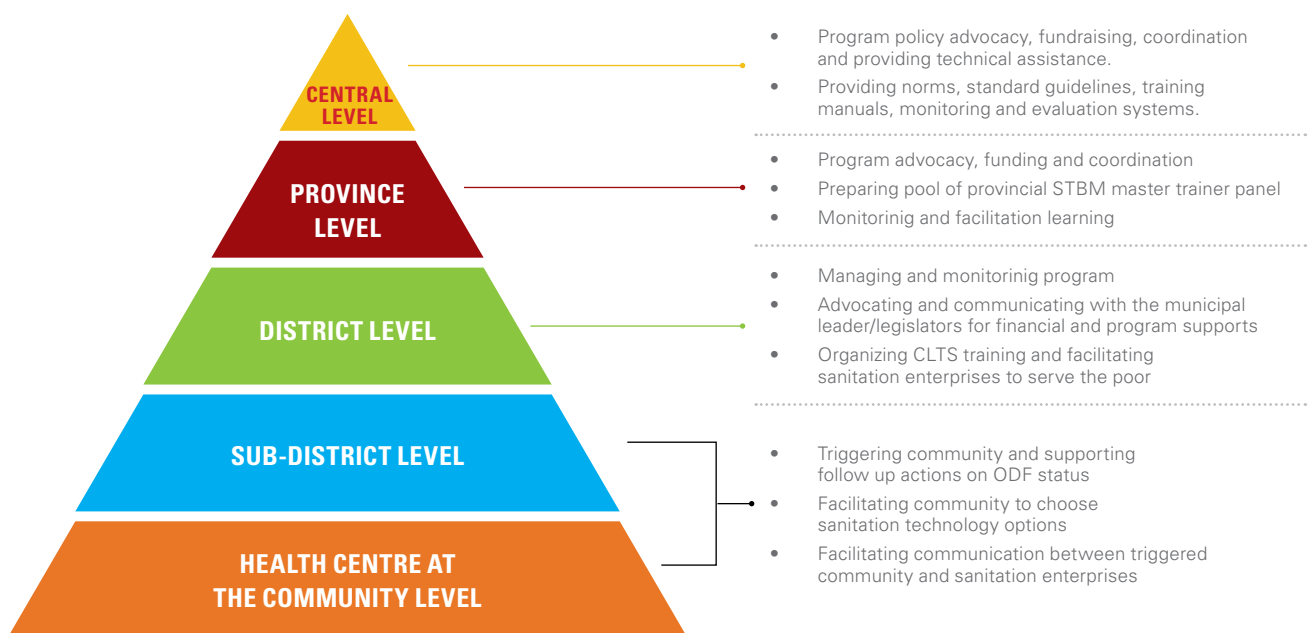 CENTRAL
LEVEL
• Program policy advocacy, fundraising, coordination
and providing technical assistance.
• Providing norms, standard guidelines, training
manuals, monitoring and evaluation systems.
PROVINCE
LEVEL
• Program advocacy, funding and coordination
• Preparing pool of provincial STBM master trainer panel
• Monitorinig and facilitation learning
DISTRICT LEVEL
• Managing and monitorinig program
• Advocating and communicating with the municipal
leader/legislators for financial and program supports
• Organizing CLTS training and facilitating
sanitation enterprises to serve the poor
SUB-DISTRICT LEVEL
HEALTH CENTRE AT
THE COMMUNITY LEVEL
• Triggering community and supporting
follow up actions on ODF status
• Facilitating community to choose
sanitation technology options
• Facilitating communication between triggered
community and sanitation enterprises